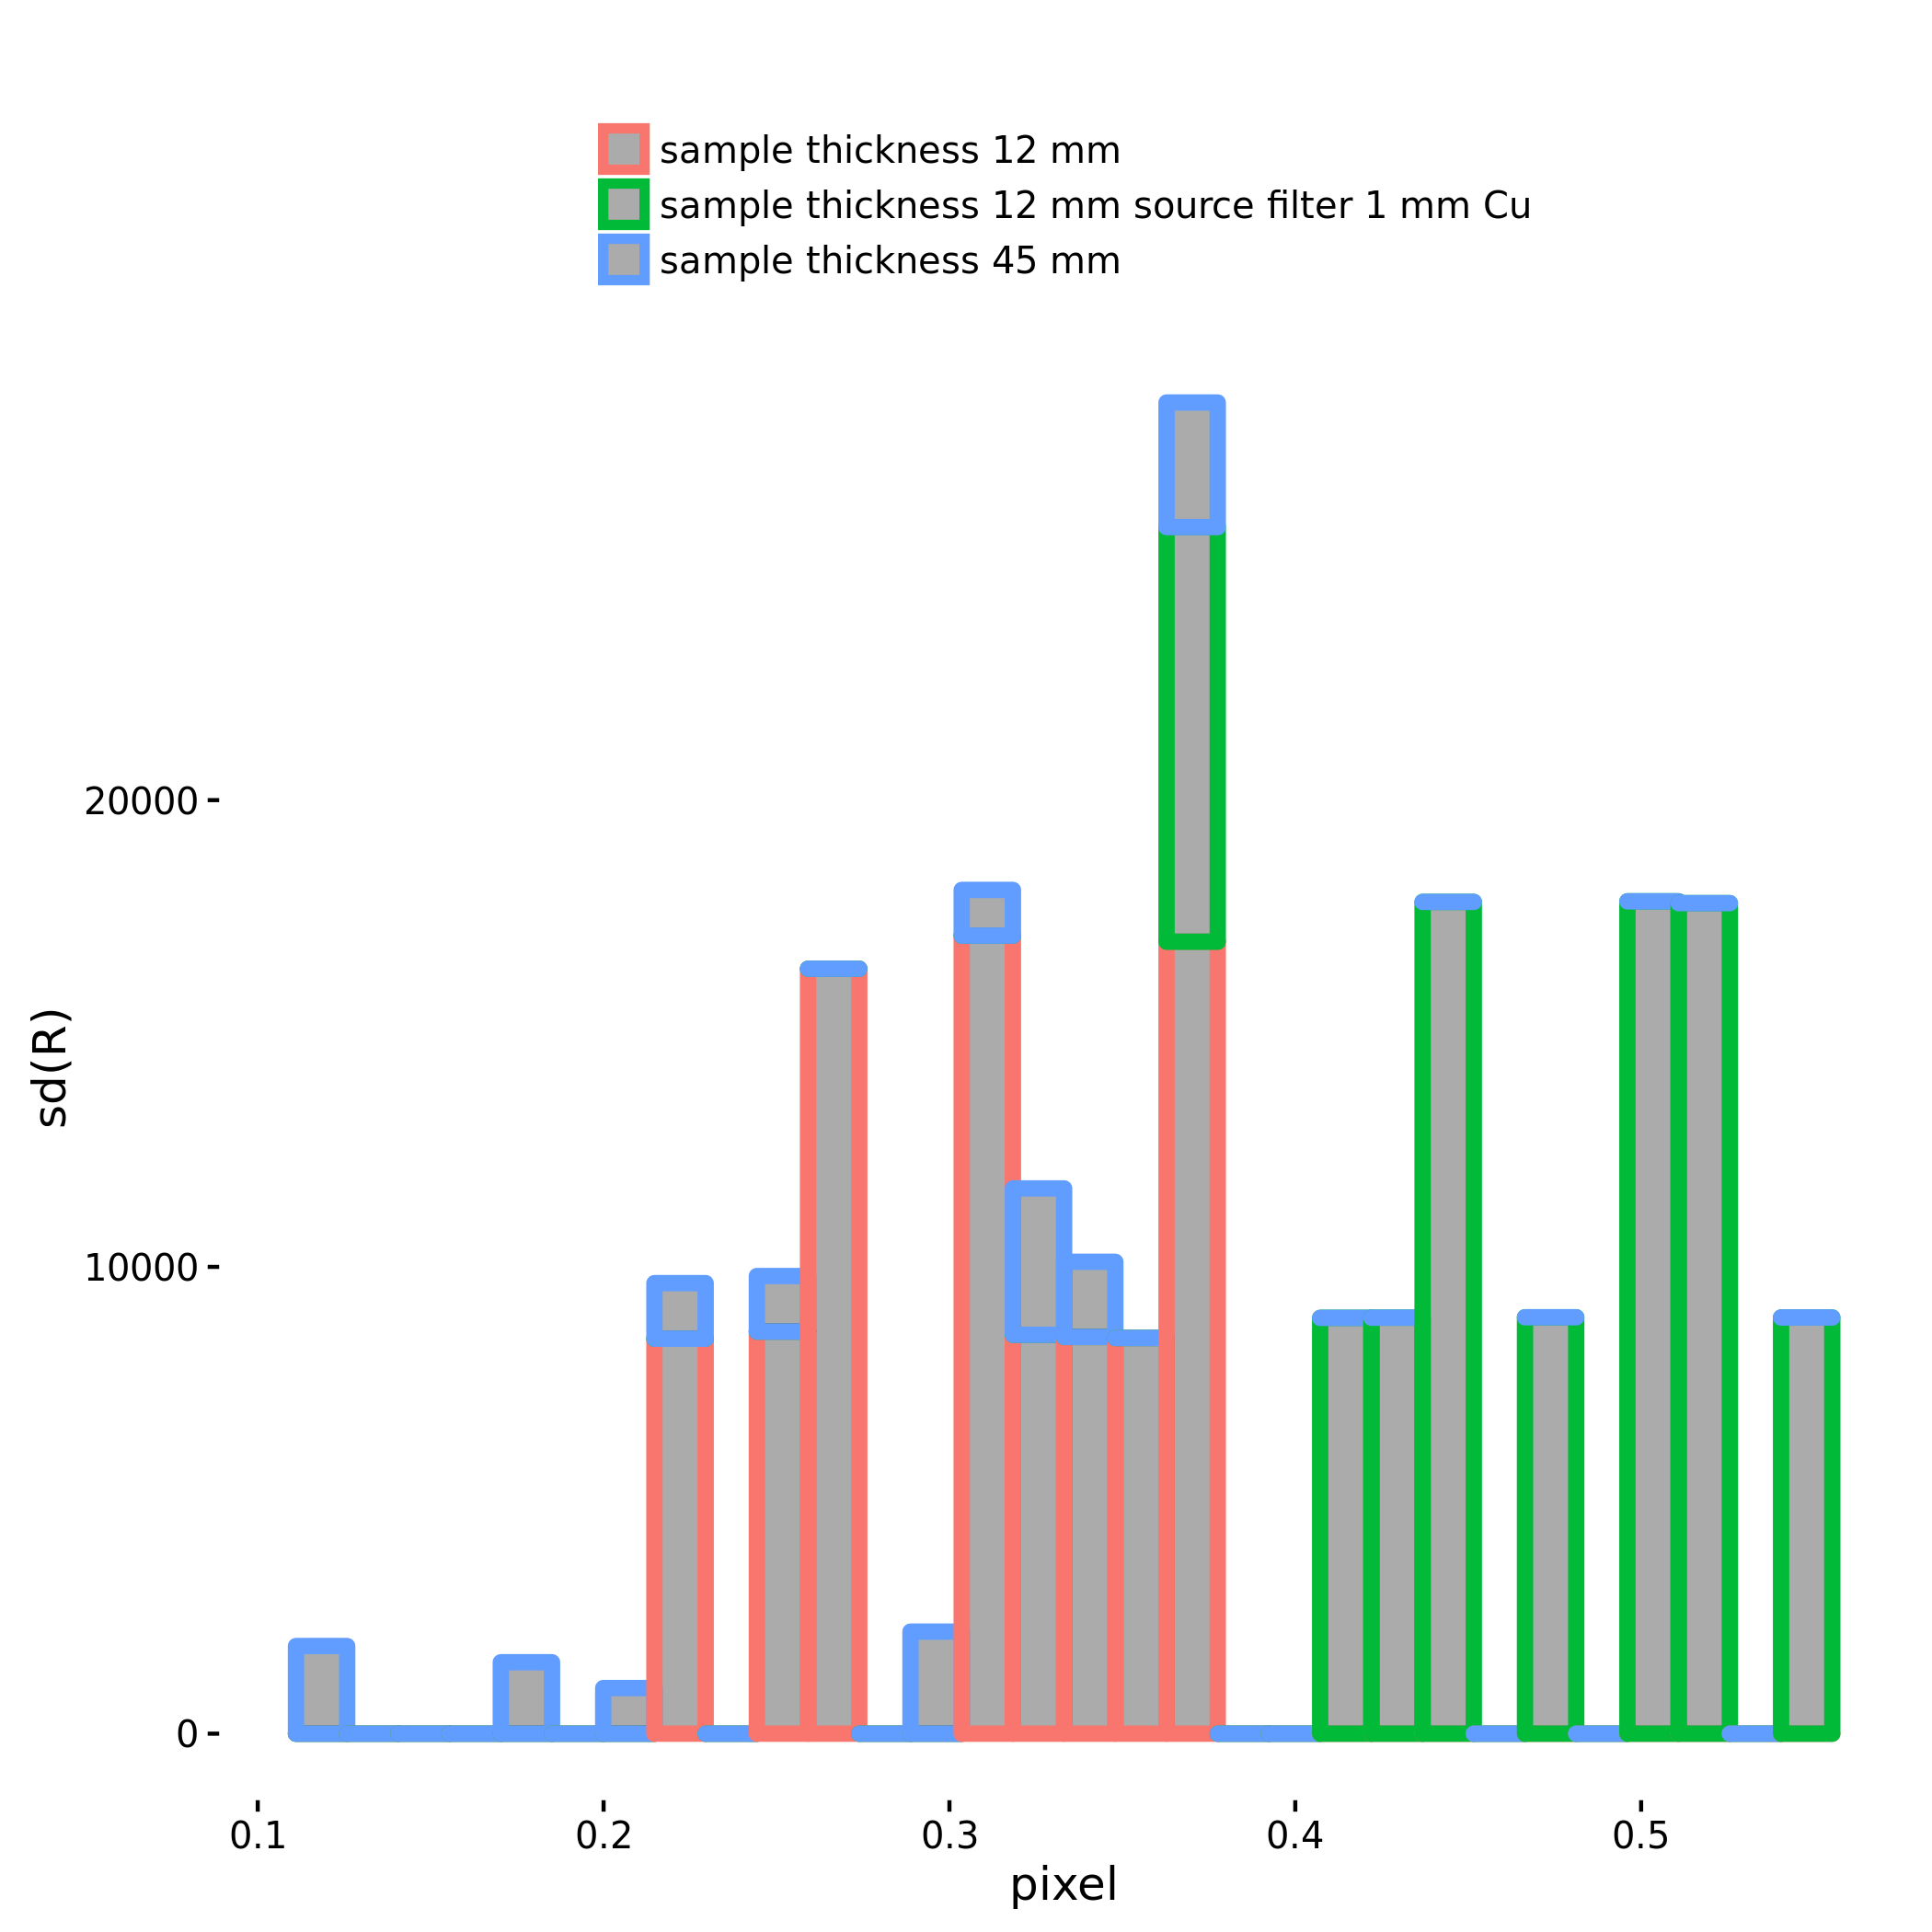 sample thickness 12 mm
sample thickness 12 mm source filter 1 mm Cu
sample thickness 45 mm
20000
10000
0
sd(R)
0.1 0.2 0.3 0.4 0.5
pixel